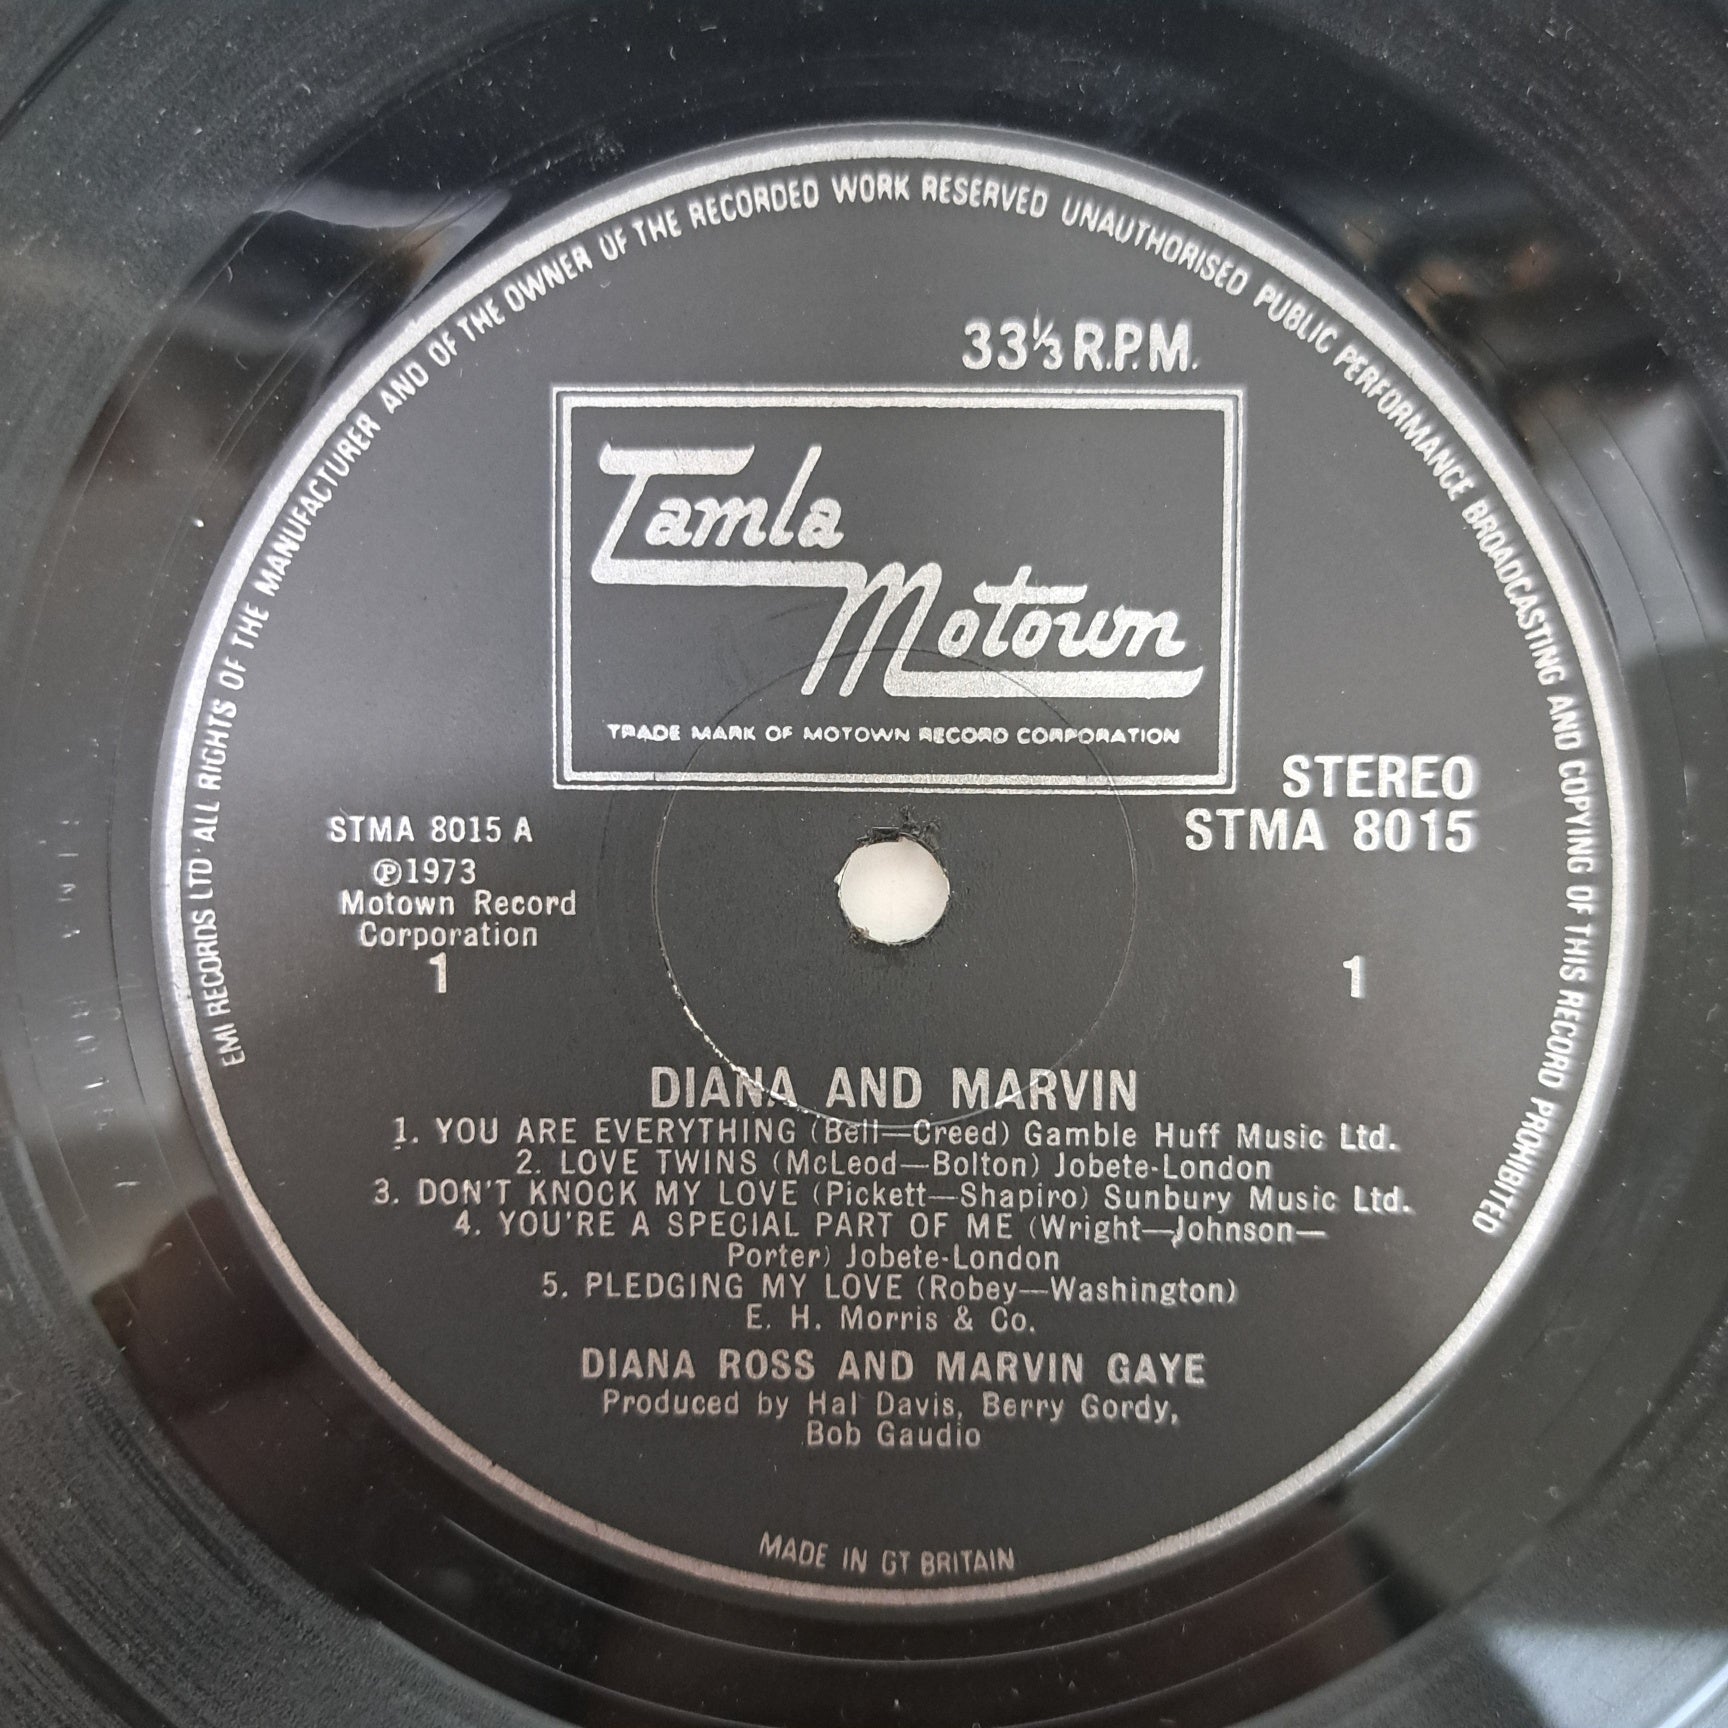 EMI RECORDS LTD · ALL RIGHTS OF THE MANUFACTURER AND OF THE OWNER OF THE RECORDED WORK RESERVED UNAUTHORISED PUBLIC PERFORMANCE BROADCASTING AND COPYING OF THIS RECORD PROHIBITED
33⅓ R.P.M.
Tamla
Motown
TRADE MARK OF MOTOWN RECORD CORPORATION
STEREO
STMA 8015
STMA 8015 A
℗1973
Motown Record
Corporation
1
1
DIANA AND MARVIN
1. YOU ARE EVERYTHING (Bell—Creed) Gamble Huff Music Ltd.
2. LOVE TWINS (McLeod—Bolton) Jobete-London
3. DON'T KNOCK MY LOVE (Pickett—Shapiro) Sunbury Music Ltd.
4. YOU'RE A SPECIAL PART OF ME (Wright—Johnson—
Porter) Jobete-London
5. PLEDGING MY LOVE (Robey—Washington)
E. H. Morris & Co.
DIANA ROSS AND MARVIN GAYE
Produced by Hal Davis, Berry Gordy,
Bob Gaudio
MADE IN GT BRITAIN